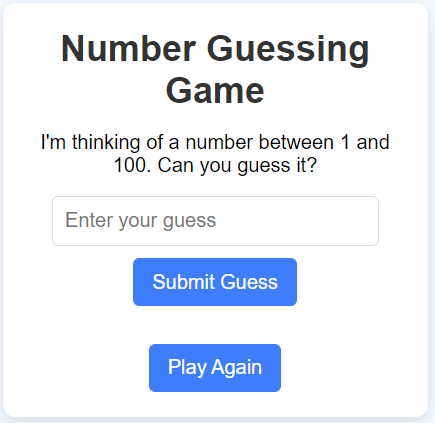 Number Guessing
Game
I'm thinking of a number between 1 and
100. Can you guess it?
Enter your guess
Submit Guess
Play Again